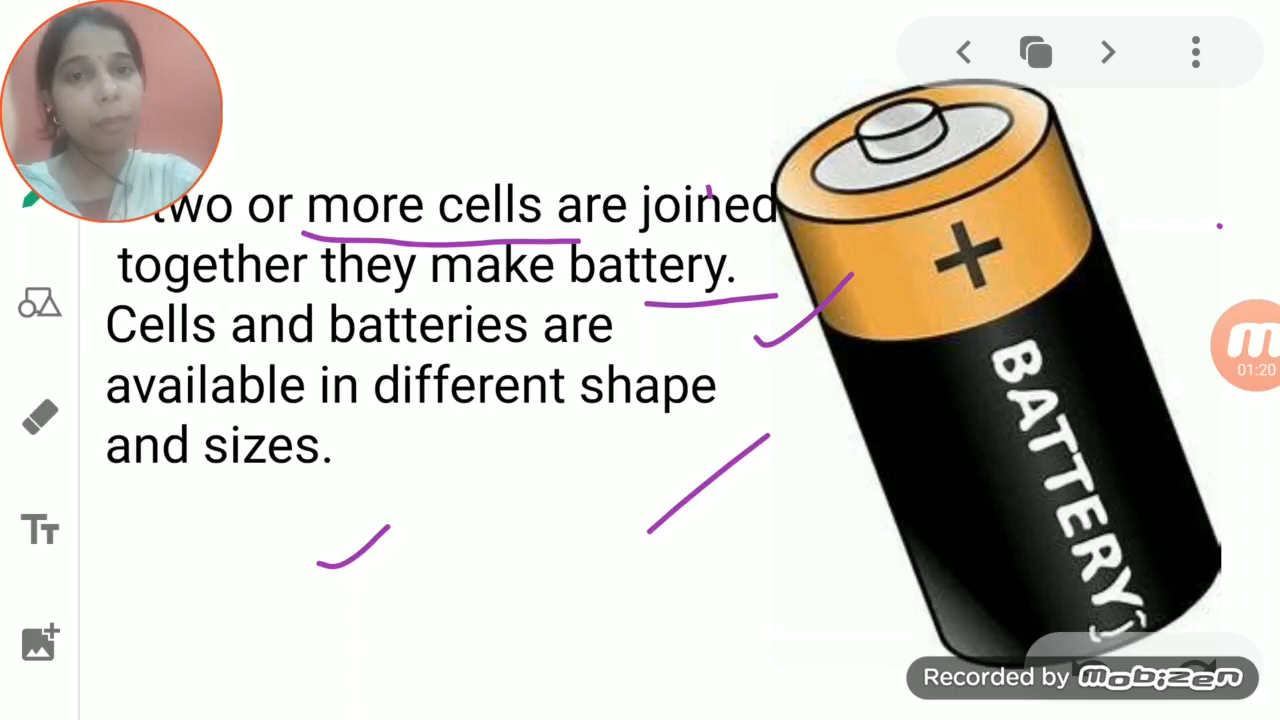 two or more cells are joined
together they make battery.
Cells and batteries are
available in different shape
and sizes.
+
BATTERY
Tт
01:20
Recorded by mobizen